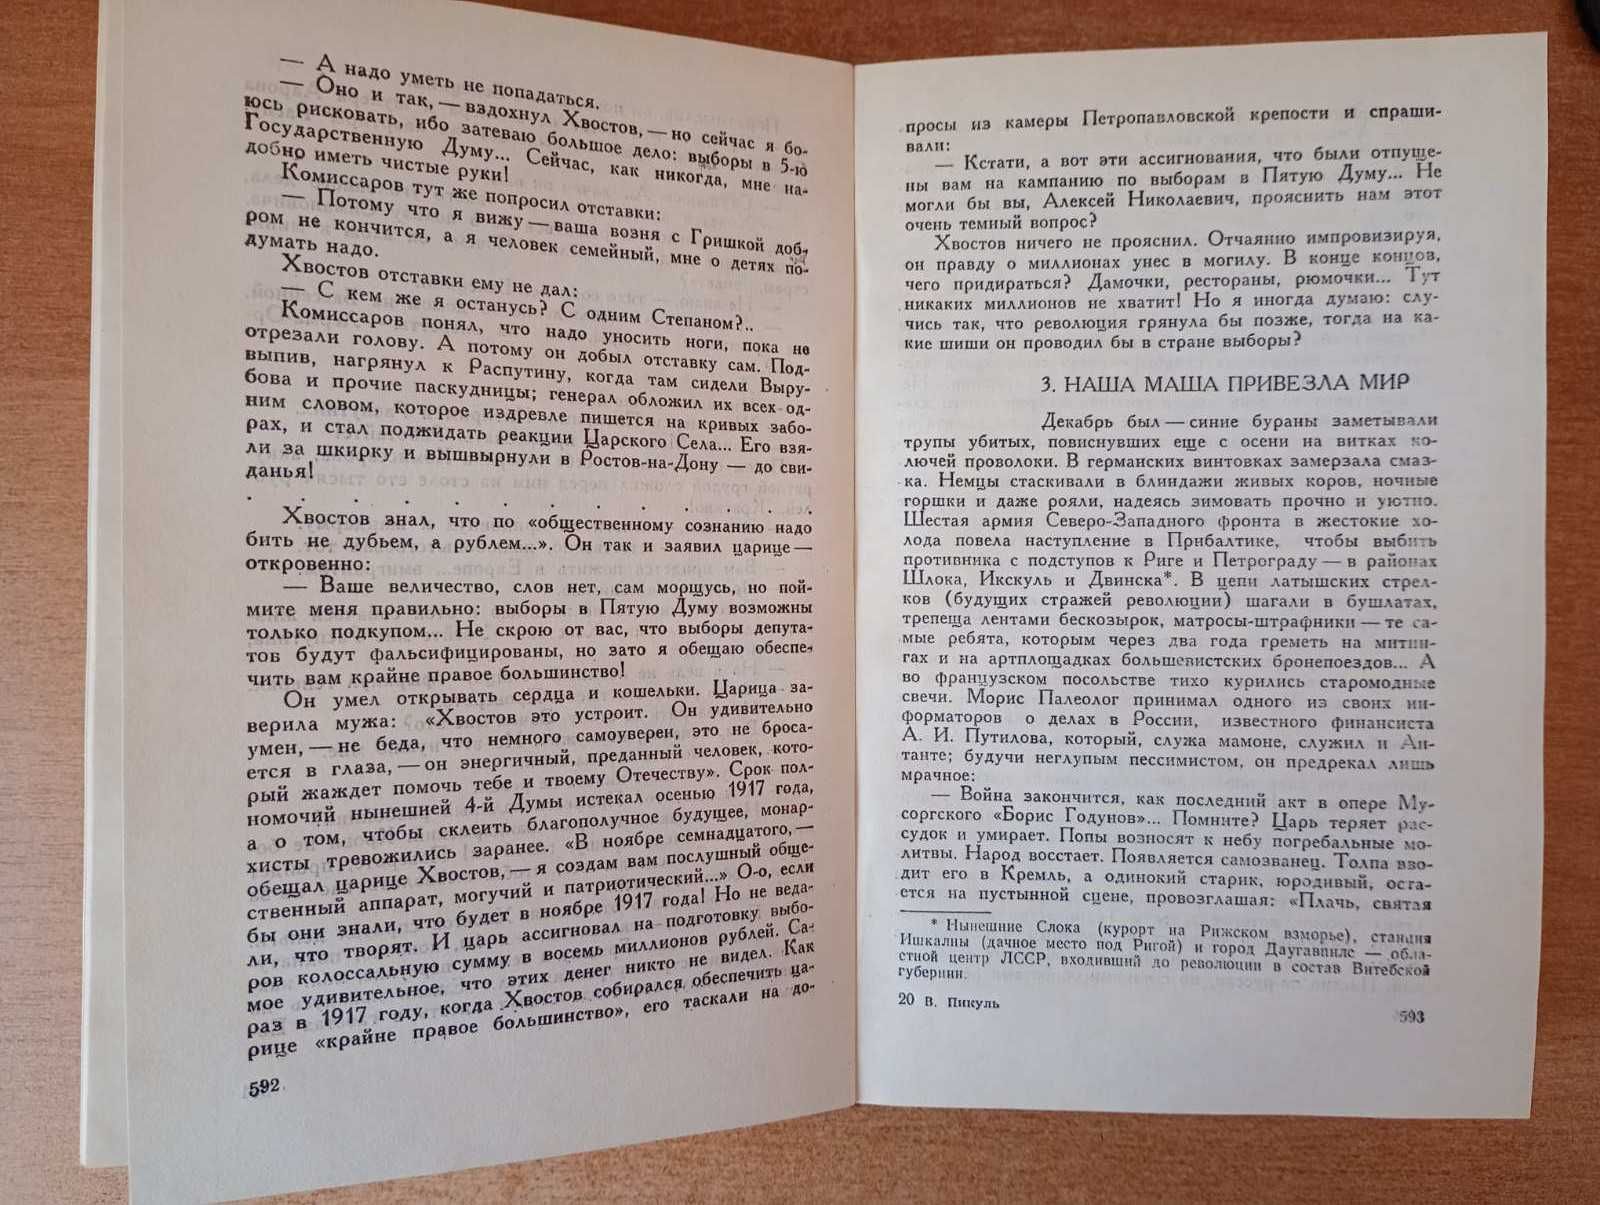 — А надо уметь не попадаться.
— Оно и так, — вздохнул Хвостов, — но сейчас я бо-
юсь рисковать, ибо затеваю большое дело: выборы в 5-ю
Государственную Думу... Сейчас, как никогда, мне на-
добно иметь чистые руки!
Комиссаров тут же попросил отставки:
— Потому что я вижу — ваша возня с Гришкой доб-
ром не кончится, а я человек семейный, мне о детях по-
думать надо.
Хвостов отставки ему не дал:
— С кем же я останусь? С одним Степаном?..
Комиссаров понял, что надо уносить ноги, пока не
отрезали голову. А потому он добыл отставку сам. Под-
выпив, нагрянул к Распутину, когда там сидели Выру-
бова и прочие паскудницы; генерал обложил их всех од-
ним словом, которое издревле пишется на кривых забо-
рах, и стал поджидать реакции Царского Села... Его взя-
ли за шкирку и вышвырнули в Ростов-на-Дону — до сви-
данья!
. . . . . . . . . . . .
Хвостов знал, что по «общественному сознанию надо
бить не дубьем, а рублем...». Он так и заявил царице —
откровенно:
— Ваше величество, слов нет, сам морщусь, но пой-
мите меня правильно: выборы в Пятую Думу возможны
только подкупом... Не скрою от вас, что выборы депута-
тов будут фальсифицированы, но зато я обещаю обеспе-
чить вам крайне правое большинство!
Он умел открывать сердца и кошельки. Царица за-
верила мужа: «Хвостов это устроит. Он удивительно
умен, — не беда, что немного самоуверен, это не броса-
ется в глаза, — он энергичный, преданный человек, кото-
рый жаждет помочь тебе и твоему Отечеству». Срок пол-
номочий нынешней 4-й Думы истекал осенью 1917 года,
а о том, чтобы склеить благополучное будущее, монар-
хисты тревожились заранее. «В ноябре семнадцатого, —
обещал царице Хвостов, — я создам вам послушный обще-
ственный аппарат, могучий и патриотический...» О-о, если
бы они знали, что будет в ноябре 1917 года! Но не веда-
ли, что творят. И царь ассигновал на подготовку выбо-
ров колоссальную сумму в восемь миллионов рублей. Са-
мое удивительное, что этих денег никто не видел. Как
раз в 1917 году, когда Хвостов собирался обеспечить ца-
рице «крайне правое большинство», его таскали на до-
592
просы из камеры Петропавловской крепости и спраши-
вали:
— Кстати, а вот эти ассигнования, что были отпуще-
ны вам на кампанию по выборам в Пятую Думу... Не
могли бы вы, Алексей Николаевич, прояснить нам этот
очень темный вопрос?
Хвостов ничего не прояснил. Отчаянно импровизируя,
он правду о миллионах унес в могилу. В конце концов,
чего придираться? Дамочки, рестораны, рюмочки... Тут
никаких миллионов не хватит! Но я иногда думаю: слу-
чись так, что революция грянула бы позже, тогда на ка-
кие шиши он проводил бы в стране выборы?
3. НАША МАША ПРИВЕЗЛА МИР
Декабрь был — синие бураны заметывали
трупы убитых, повиснувших еще с осени на витках ко-
лючей проволоки. В германских винтовках замерзала смаз-
ка. Немцы стаскивали в блиндажи живых коров, ночные
горшки и даже рояли, надеясь зимовать прочно и уютно.
Шестая армия Северо-Западного фронта в жестокие хо-
лода повела наступление в Прибалтике, чтобы выбить
противника с подступов к Риге и Петрограду — в районах
Шлока, Икскуль и Двинска*. В цепи латышских стрел-
ков (будущих стражей революции) шагали в бушлатах,
трепеща лентами бескозырок, матросы-штрафники — те са-
мые ребята, которым через два года греметь на митин-
гах и на артплощадках большевистских бронепоездов... А
во французском посольстве тихо курились старомодные
свечи. Морис Палеолог принимал одного из своих ин-
форматоров о делах в России, известного финансиста
А. И. Путилова, который, служа мамоне, служил и Ан-
танте; будучи неглупым пессимистом, он предрекал лишь
мрачное:
— Война закончится, как последний акт в опере Му-
соргского «Борис Годунов»... Помните? Царь теряет рас-
судок и умирает. Попы возносят к небу погребальные мо-
литвы. Народ восстает. Появляется самозванец. Толпа вво-
дит его в Кремль, а одинокий старик, юродивый, оста-
ется на пустынной сцене, провозглашая: «Плачь, святая
* Нынешние Слока (курорт на Рижском взморье), станция
Ишкалны (дачное место под Ригой) и город Даугавпилс — обла-
стной центр ЛССР, входивший до революции в состав Витебской
губернии.
20 В. Пикуль
593